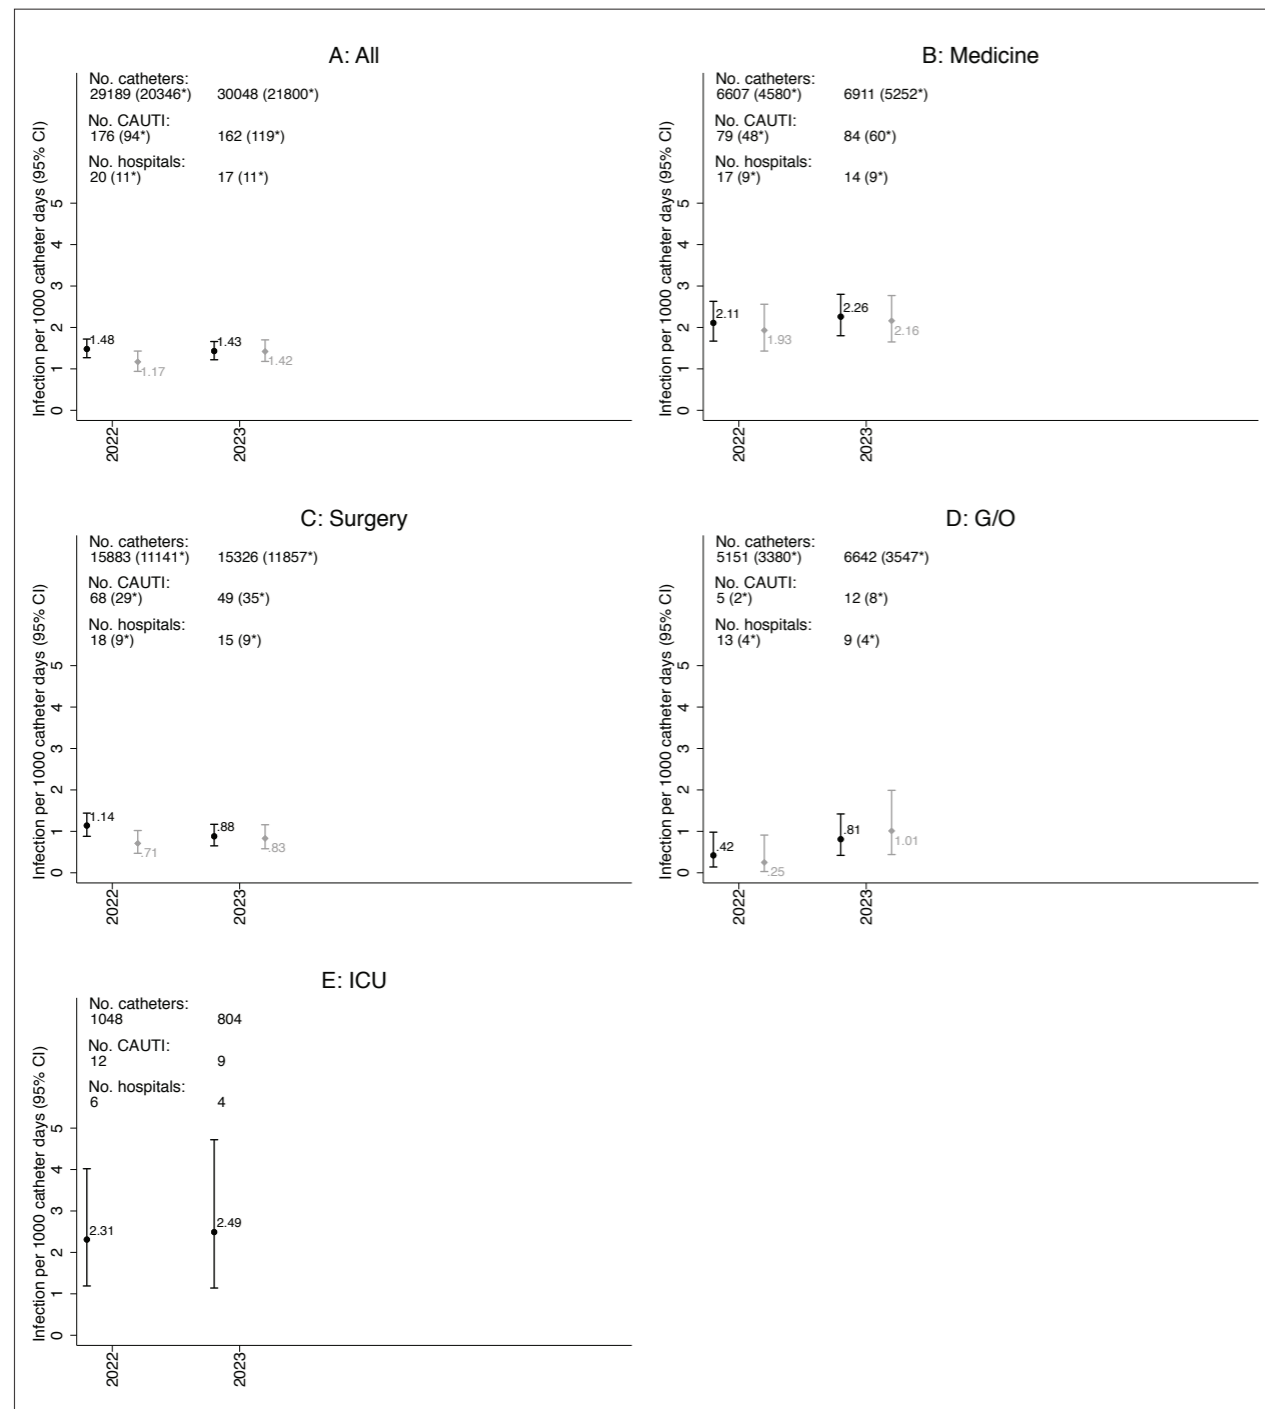 A: All
No. catheters:
29189 (20346*) 30048 (21800*)
No. CAUTI:
176 (94*) 162 (119*)
No. hospitals:
20 (11*) 17 (11*)
Infection per 1000 catheter days (95% CI)
5
4
3
2
1
0
1.48
1.17
1.43
1.42
2022
2023
B: Medicine
No. catheters:
6607 (4580*) 6911 (5252*)
No. CAUTI:
79 (48*) 84 (60*)
No. hospitals:
17 (9*) 14 (9*)
Infection per 1000 catheter days (95% CI)
5
4
3
2
1
0
2.11
1.93
2.26
2.16
2022
2023
C: Surgery
No. catheters:
15883 (11141*) 15326 (11857*)
No. CAUTI:
68 (29*) 49 (35*)
No. hospitals:
18 (9*) 15 (9*)
Infection per 1000 catheter days (95% CI)
5
4
3
2
1
0
1.14
.71
.88
.83
2022
2023
D: G/O
No. catheters:
5151 (3380*) 6642 (3547*)
No. CAUTI:
5 (2*) 12 (8*)
No. hospitals:
13 (4*) 9 (4*)
Infection per 1000 catheter days (95% CI)
5
4
3
2
1
0
.42
.25
.81
1.01
2022
2023
E: ICU
No. catheters:
1048 804
No. CAUTI:
12 9
No. hospitals:
6 4
Infection per 1000 catheter days (95% CI)
5
4
3
2
1
0
2.31
2.49
2022
2023